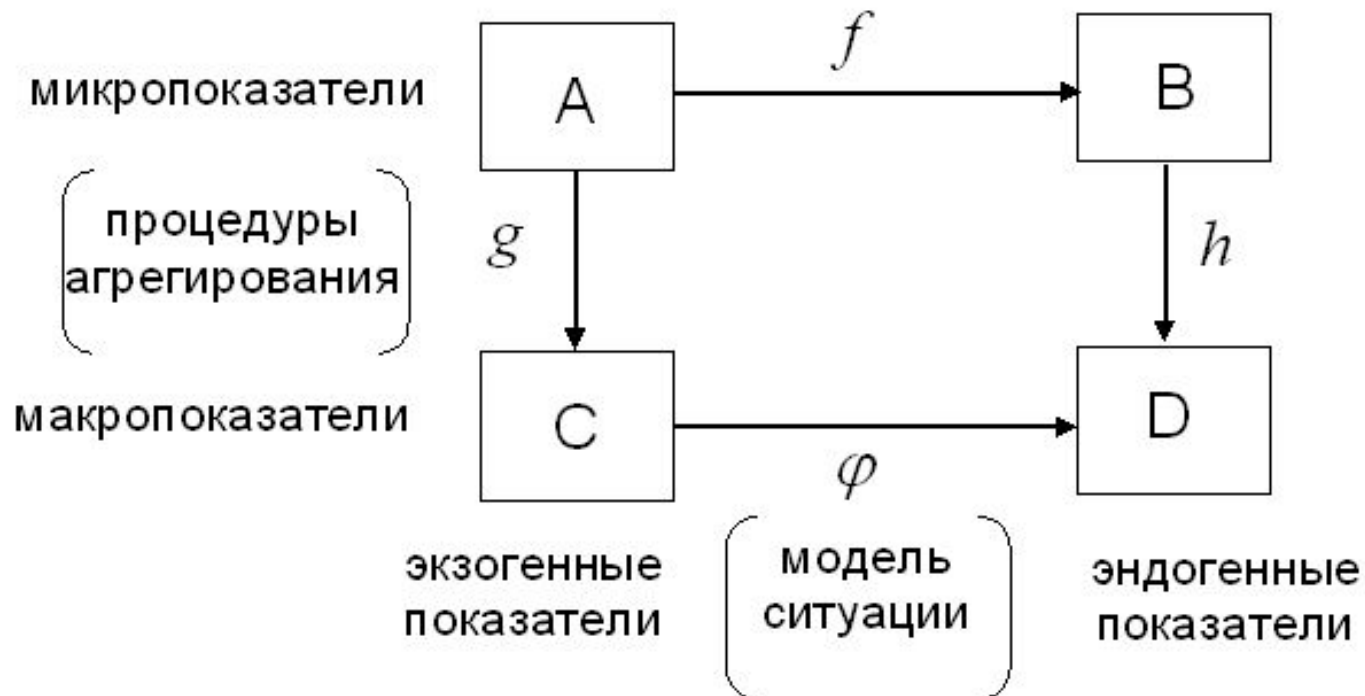 f
микропоказатели
A
B
процедуры
агрегирования
g
h
макропоказатели
C
D
φ
экзогенные
показатели
модель
ситуации
эндогенные
показатели